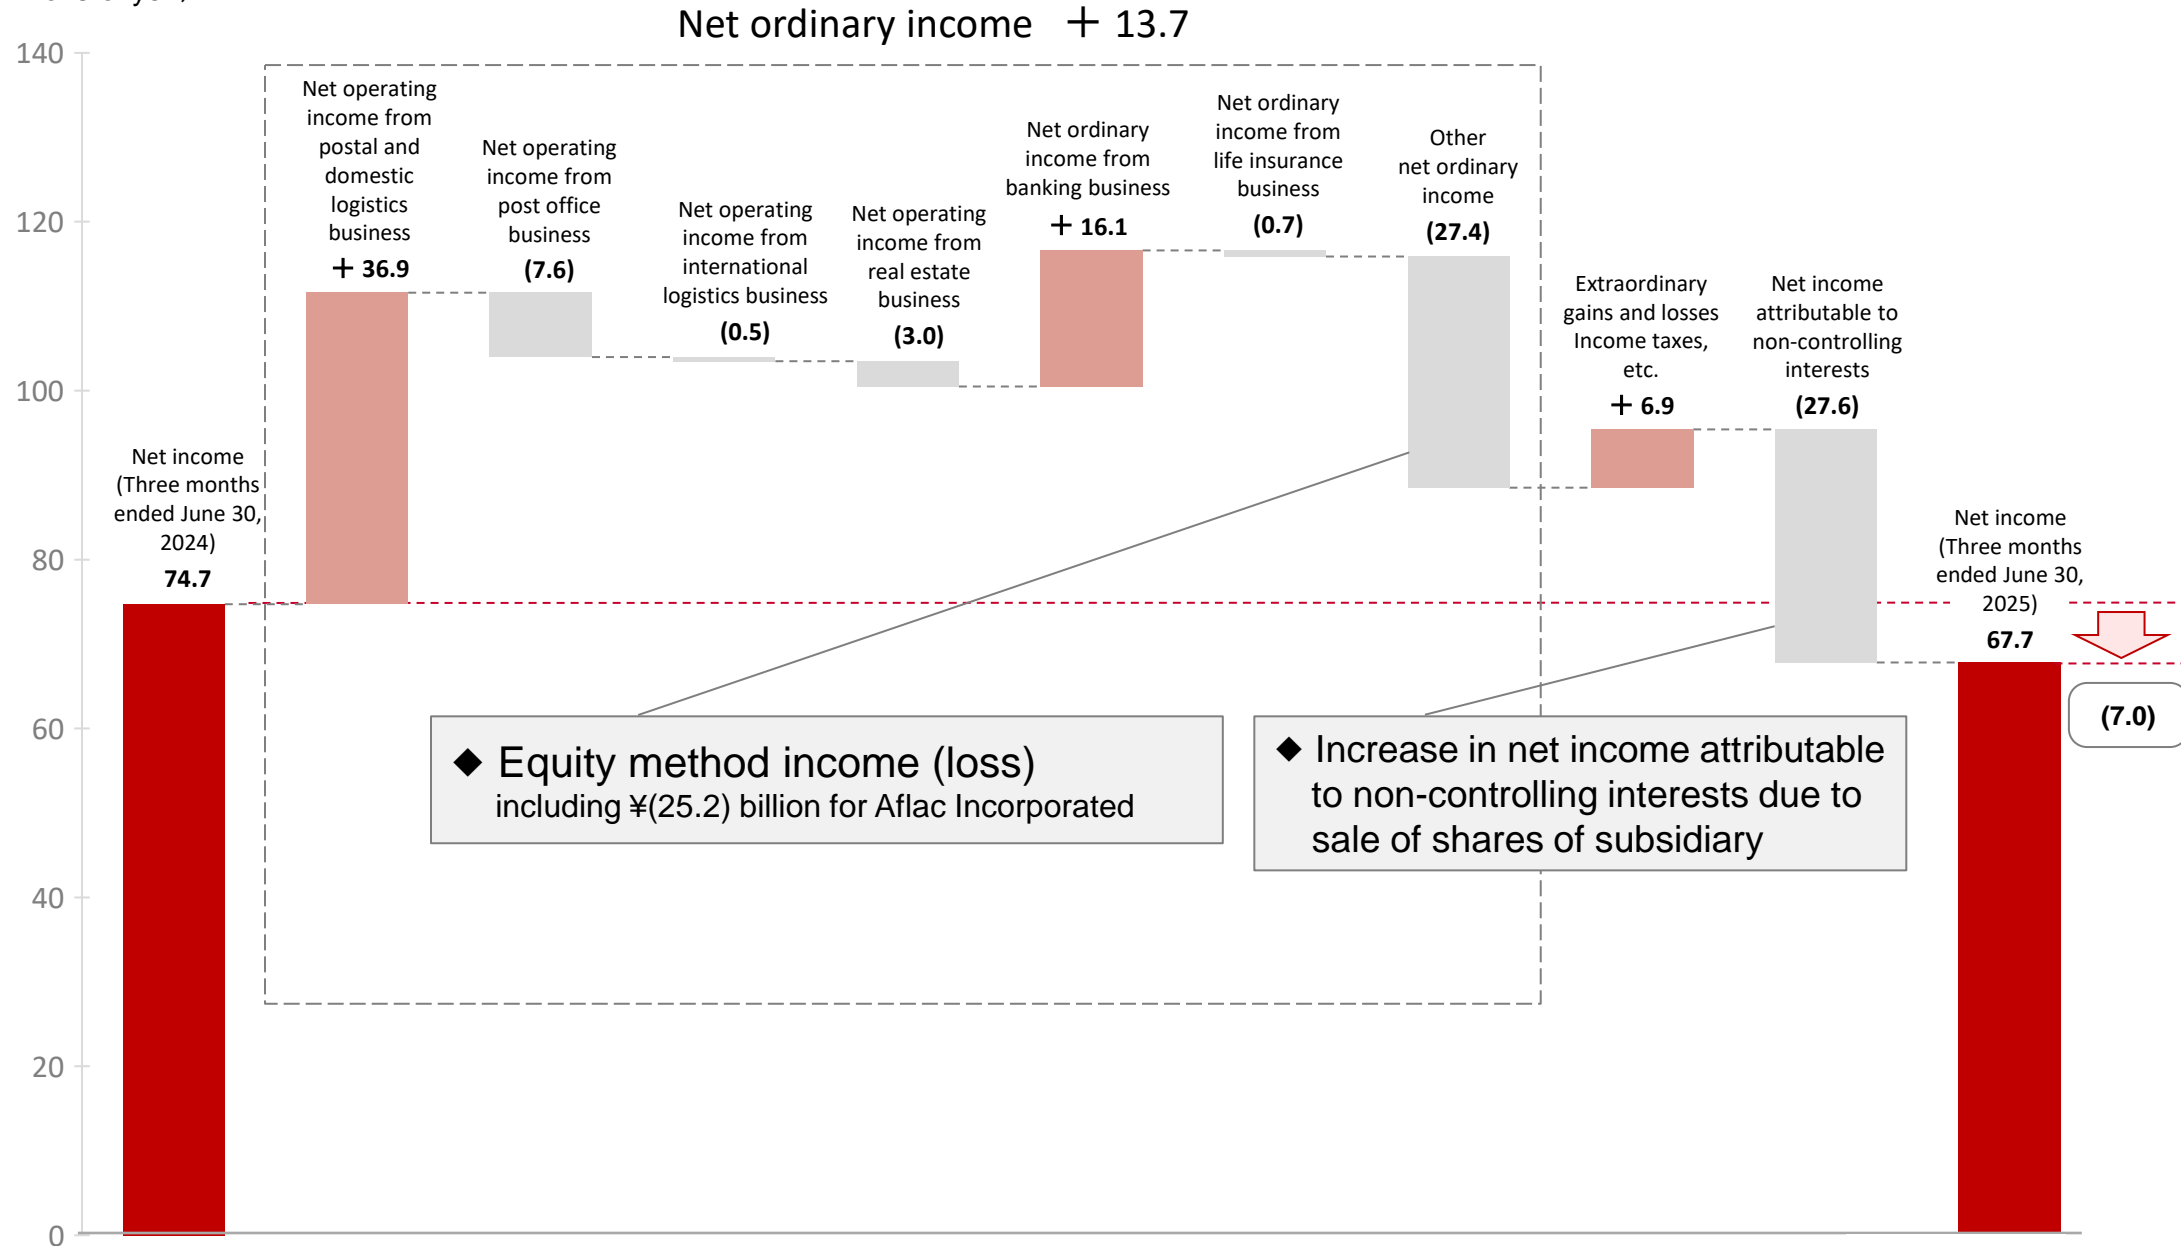 Net ordinary income ＋ 13.7
140
120
100
80
60
40
20
0
Net income
(Three months
ended June 30,
2024)
74.7
Net operating
income from
postal and
domestic
logistics
business
＋ 36.9
Net operating
income from
post office
business
(7.6)
Net operating
income from
international
logistics business
(0.5)
Net operating
income from
real estate
business
(3.0)
Net ordinary
income from
banking business
＋ 16.1
Net ordinary
income from
life insurance
business
(0.7)
Other
net ordinary
income
(27.4)
Extraordinary
gains and losses
Income taxes,
etc.
＋ 6.9
Net income
attributable to
non-controlling
interests
(27.6)
Net income
(Three months
ended June 30,
2025)
67.7
(7.0)
◆ Equity method income (loss)
including ¥(25.2) billion for Aflac Incorporated
◆ Increase in net income attributable
to non-controlling interests due to
sale of shares of subsidiary